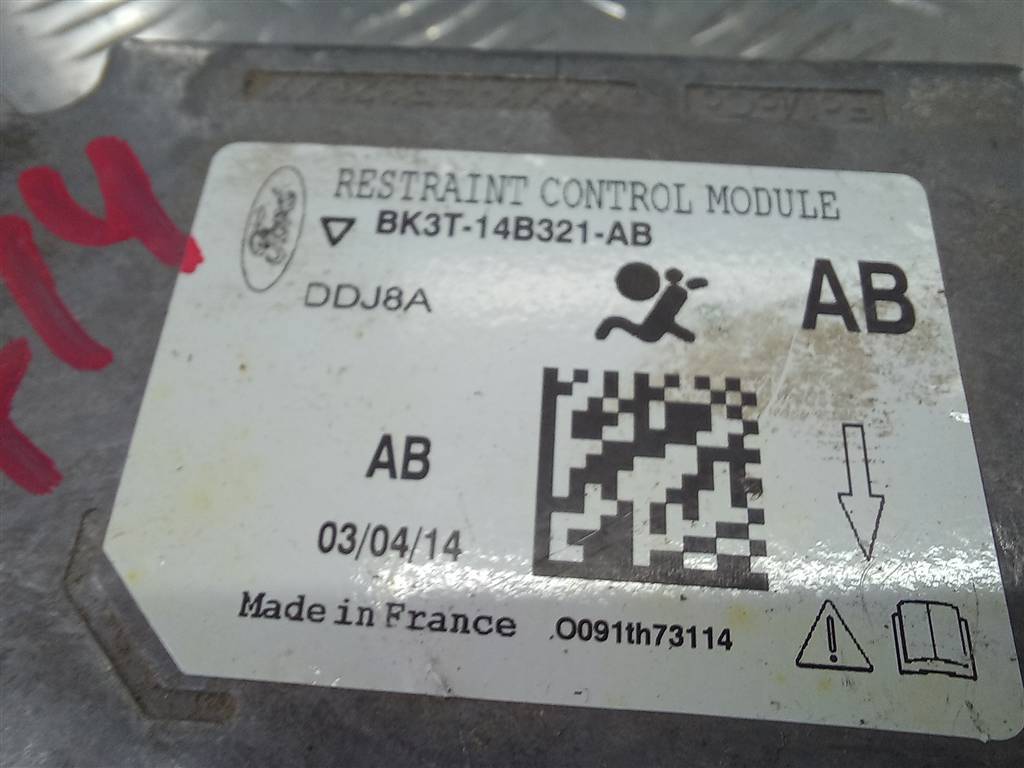 RESTRAINT CONTROL MODULE
BK3T-14B321-AB
DDJ8A
AB
AB
03/04/14
Made in France O091th73114